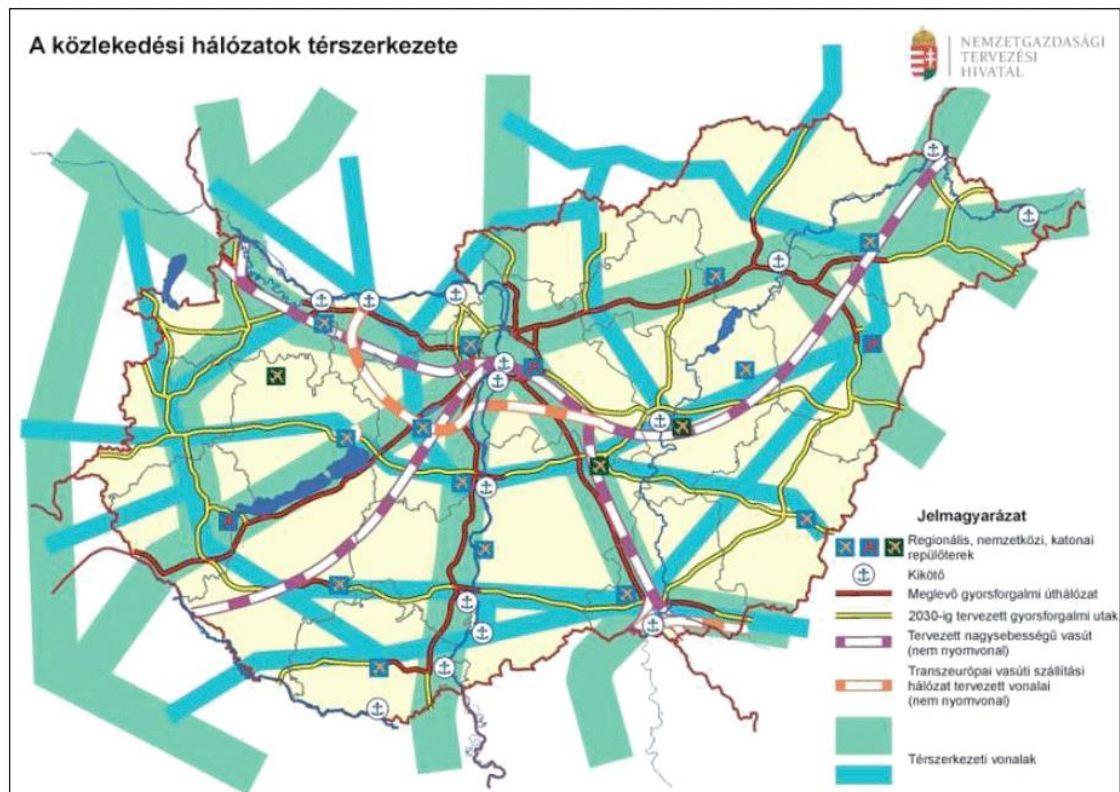 A közlekedési hálózatok térszerkezete
NEMZETGAZDASÁGI
TERVEZÉSI
HIVATAL
Jelmagyarázat
Regionális, nemzetközi, katonai
repülőterek
Kikötő
Meglevő gyorsforgalmi úthálózat
2030-ig tervezett gyorsforgalmi utak
Tervezett nagysebességű vasút
(nem nyomvonal)
Transzeurópai vasúti szállítási
hálózat tervezett vonalai
(nem nyomvonal)
Térszerkezeti vonalak